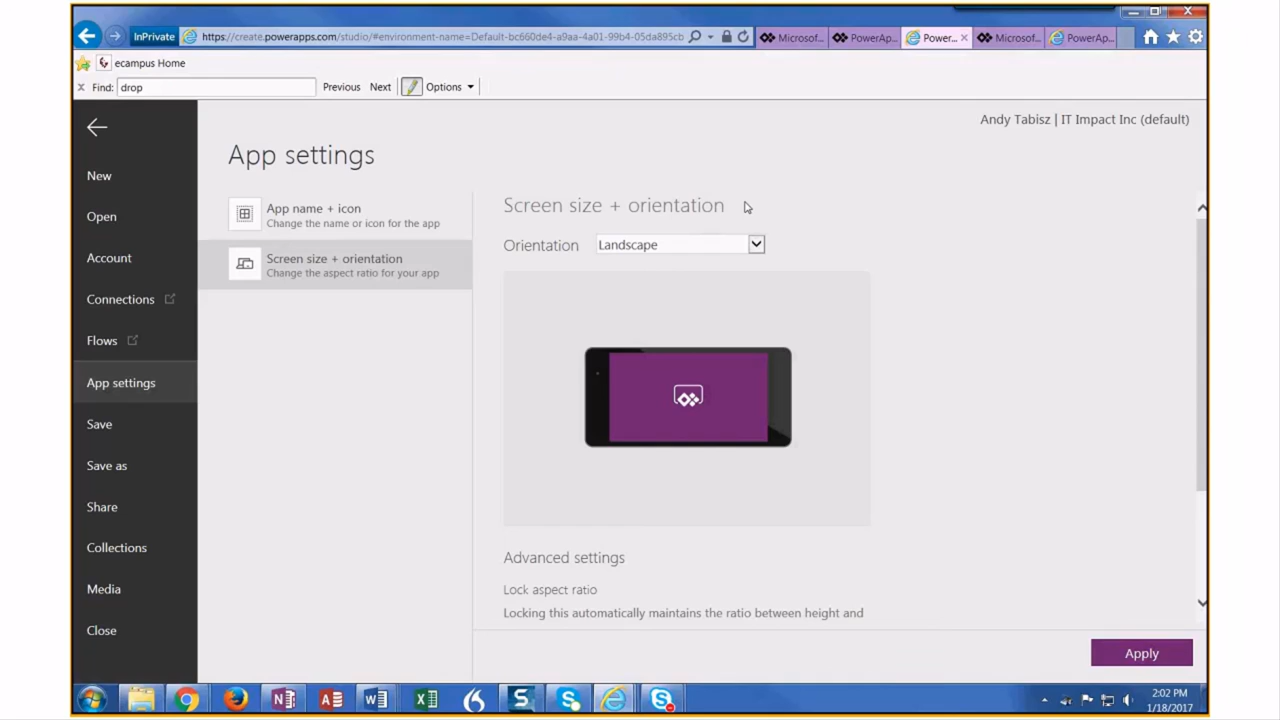 InPrivate
https://create.powerapps.com/studio/#environment-name=Default-bc660de4-a9aa-4a01-99b4-05da895cb
Microsof...
PowerAp...
Power...
Microsof...
PowerAp...
ecampus Home
Find: drop Previous Next Options
Andy Tabisz | IT Impact Inc (default)
New
Open
Account
Connections
Flows
App settings
Save
Save as
Share
Collections
Media
Close
App settings
App name + icon
Change the name or icon for the app
Screen size + orientation
Change the aspect ratio for your app
Screen size + orientation
Orientation Landscape
Advanced settings
Lock aspect ratio
Locking this automatically maintains the ratio between height and
Apply
2:02 PM
1/18/2017